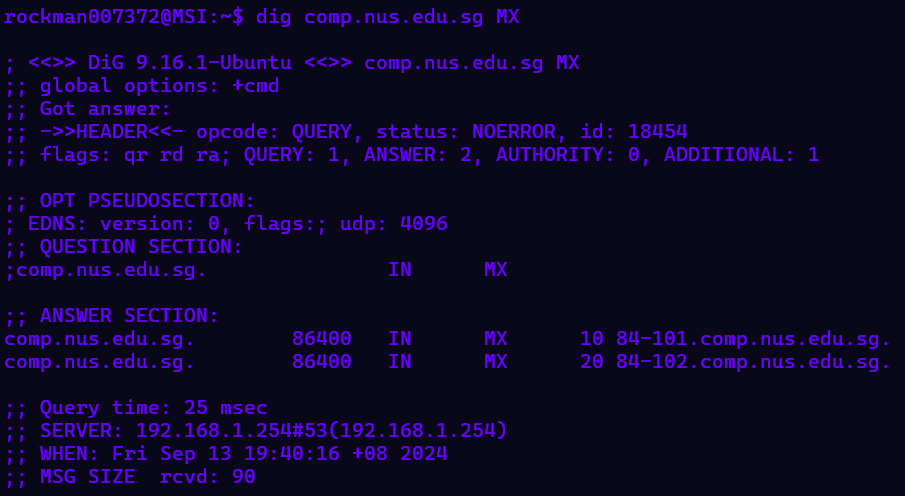 rockman007372@MSI:~$ dig comp.nus.edu.sg MX
; <<>> DiG 9.16.1-Ubuntu <<>> comp.nus.edu.sg MX
;; global options: +cmd
;; Got answer:
;; ->>HEADER<<- opcode: QUERY, status: NOERROR, id: 18454
;; flags: qr rd ra; QUERY: 1, ANSWER: 2, AUTHORITY: 0, ADDITIONAL: 1
;; OPT PSEUDOSECTION:
; EDNS: version: 0, flags:; udp: 4096
;; QUESTION SECTION:
;comp.nus.edu.sg. IN MX
;; ANSWER SECTION:
comp.nus.edu.sg. 86400 IN MX 10 84-101.comp.nus.edu.sg.
comp.nus.edu.sg. 86400 IN MX 20 84-102.comp.nus.edu.sg.
;; Query time: 25 msec
;; SERVER: 192.168.1.254#53(192.168.1.254)
;; WHEN: Fri Sep 13 19:40:16 +08 2024
;; MSG SIZE  rcvd: 90